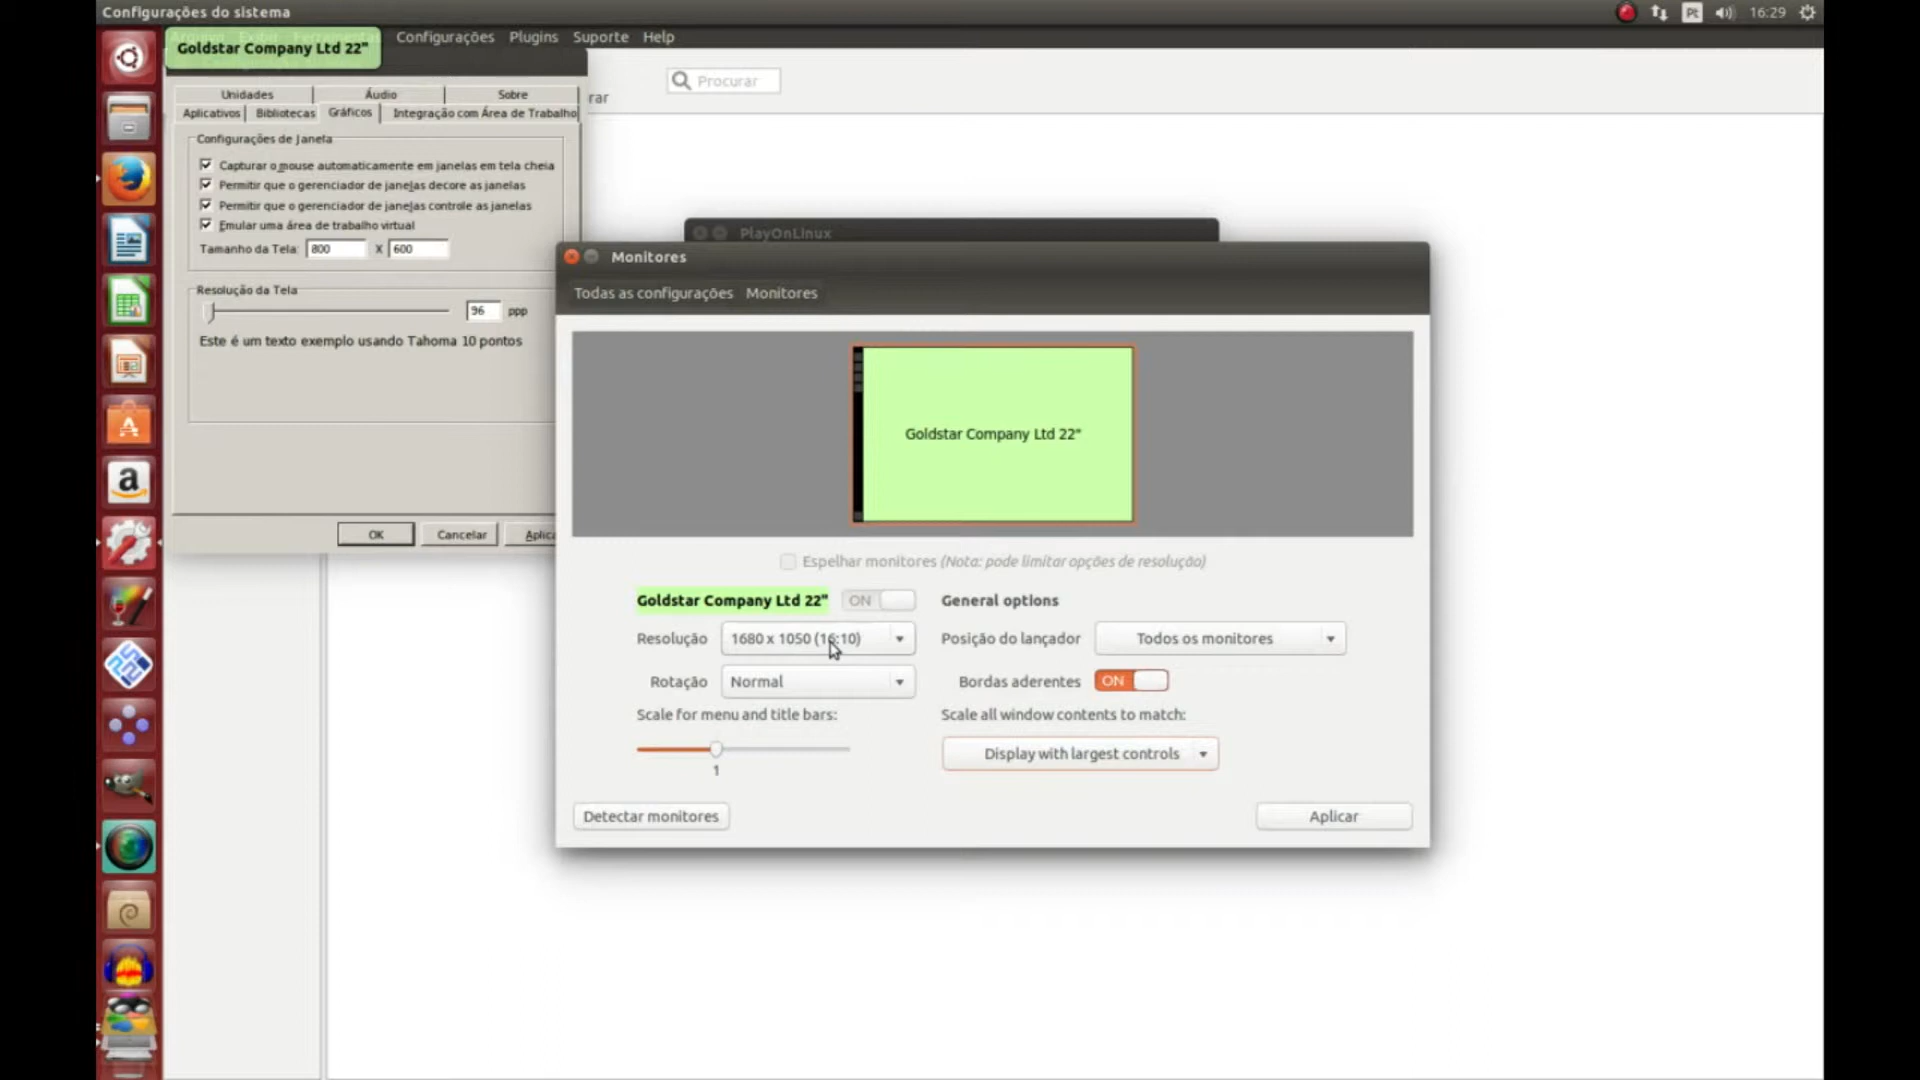 Configurações do sistema
Pt
16:29
Goldstar Company Ltd 22"
Configurações Plugins Suporte Help
Procurar
rar
Unidades Áudio Sobre
Aplicativos Bibliotecas Gráficos Integração com Área de Trabalho
Configurações de Janela
Capturar o mouse automaticamente em janelas em tela cheia
Permitir que o gerenciador de janelas decore as janelas
Permitir que o gerenciador de janelas controle as janelas
Emular uma área de trabalho virtual
Tamanho da Tela: 800 X 600
Resolução da Tela
96 ppp
Este é um texto exemplo usando Tahoma 10 pontos
OK Cancelar Aplica
PlayOnLinux
Monitores
Todas as configurações Monitores
Goldstar Company Ltd 22"
Espelhar monitores (Nota: pode limitar opções de resolução)
Goldstar Company Ltd 22" ON General options
Resolução 1680 x 1050 (16:10) Posição do lançador Todos os monitores
Rotação Normal Bordas aderentes ON
Scale for menu and title bars: Scale all window contents to match:
Display with largest controls
1
Detectar monitores Aplicar